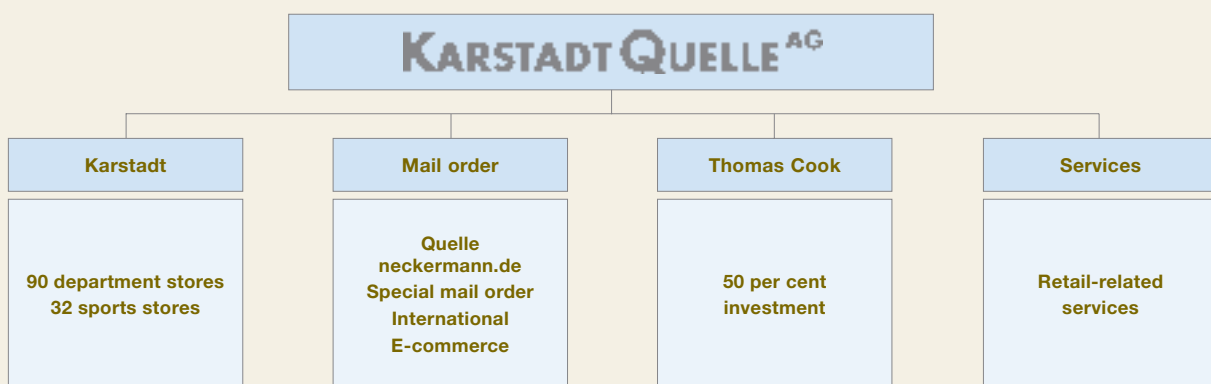 KARSTADT QUELLE AG
Karstadt
90 department stores
32 sports stores
Mail order
Quelle
neckermann.de
Special mail order
International
E-commerce
Thomas Cook
50 per cent
investment
Services
Retail-related
services